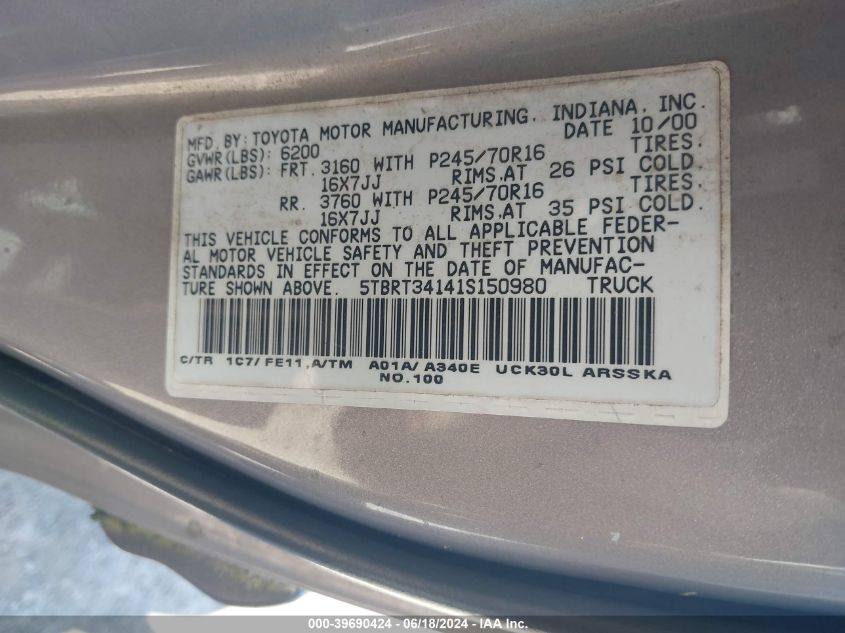 MFD. BY: TOYOTA MOTOR MANUFACTURING, INDIANA, INC.
GVWR(LBS): 6200 DATE 10/00
GAWR(LBS): FRT. 3160 WITH P245/70R16 TIRES.
16X7JJ RIMS.AT 26 PSI COLD
RR. 3760 WITH P245/70R16 TIRES.
16X7JJ RIMS.AT 35 PSI COLD.
THIS VEHICLE CONFORMS TO ALL APPLICABLE FEDER-
AL MOTOR VEHICLE SAFETY AND THEFT PREVENTION
STANDARDS IN EFFECT ON THE DATE OF MANUFAC-
TURE SHOWN ABOVE. 5TBRT34141S150980 TRUCK
C/TR 1C7/ FE11,A/TM A01A/ A340E UCK30L ARSSKA
NO.100
000-39690424 / 06/18/2024 - IAAI.com